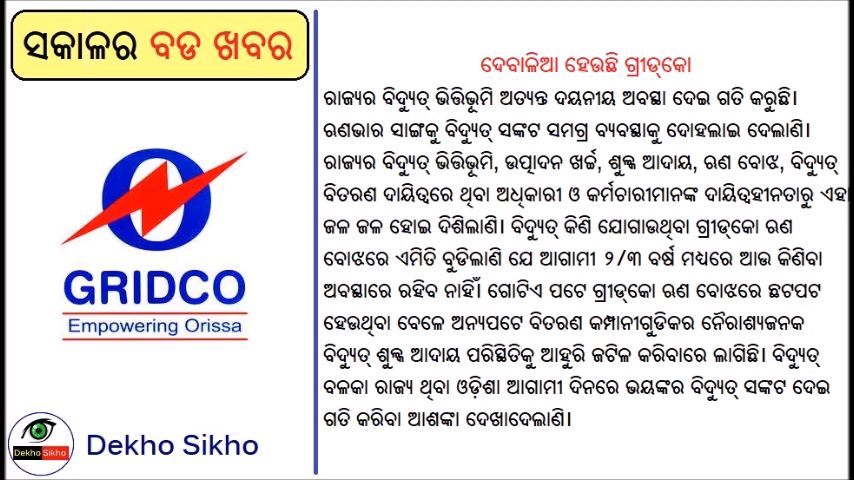 ସକାଳର ବଡ ଖବର
ଦେବାଳିଆ ହେଉଛି ଗ୍ରୀଡ୍‌କୋ
ରାଜ୍ୟର ବିଦ୍ୟୁତ୍ ଭିତ୍ତିଭୂମି ଅତ୍ୟନ୍ତ ଦୟନୀୟ ଅବସ୍ଥା ଦେଇ ଗତି କରୁଛି।
ଋଣଭାର ସାଙ୍ଗକୁ ବିଦ୍ୟୁତ୍ ସଙ୍କଟ ସମଗ୍ର ବ୍ୟବସ୍ଥାକୁ ଦୋହଲାଇ ଦେଲାଣି।
ରାଜ୍ୟର ବିଦ୍ୟୁତ୍ ଭିତ୍ତିଭୂମି, ଉତ୍ପାଦନ ଖର୍ଚ୍ଚ, ଶୁଳ୍କ ଆଦାୟ, ଋଣ ବୋଝ, ବିଦ୍ୟୁତ୍
ବିତରଣ ଦାୟିତ୍ୱରେ ଥିବା ଅଧିକାରୀ ଓ କର୍ମଚାରୀମାନଙ୍କ ଦାୟିତ୍ୱହୀନତାରୁ ଏହା
ଜଳ ଜଳ ହୋଇ ଦିଶିଲାଣି। ବିଦ୍ୟୁତ୍ କିଣି ଯୋଗାଉଥିବା ଗ୍ରୀଡ୍‌କୋ ଋଣ
ବୋଝରେ ଏମିତି ବୁଡିଲାଣି ଯେ ଆଗାମୀ ୨/୩ ବର୍ଷ ମଧ୍ୟରେ ଆଉ କିଣିବା
ଅବସ୍ଥାରେ ରହିବ ନାହିଁ। ଗୋଟିଏ ପଟେ ଗ୍ରୀଡ୍‌କୋ ଋଣ ବୋଝରେ ଛଟପଟ
ହେଉଥିବା ବେଳେ ଅନ୍ୟପଟେ ବିତରଣ କମ୍ପାନୀଗୁଡିକର ନୈରାଶ୍ୟଜନକ
ବିଦ୍ୟୁତ୍ ଶୁଳ୍କ ଆଦାୟ ପରିସ୍ଥିତିକୁ ଆହୁରି ଜଟିଳ କରିବାରେ ଲାଗିଛି। ବିଦ୍ୟୁତ୍
ବଳକା ରାଜ୍ୟ ଥିବା ଓଡ଼ିଶା ଆଗାମୀ ଦିନରେ ଭୟଙ୍କର ବିଦ୍ୟୁତ୍ ସଙ୍କଟ ଦେଇ
ଗତି କରିବା ଆଶଙ୍କା ଦେଖାଦେଲାଣି।
GRIDCO
Empowering Orissa
Dekho Sikho
Dekho Sikho